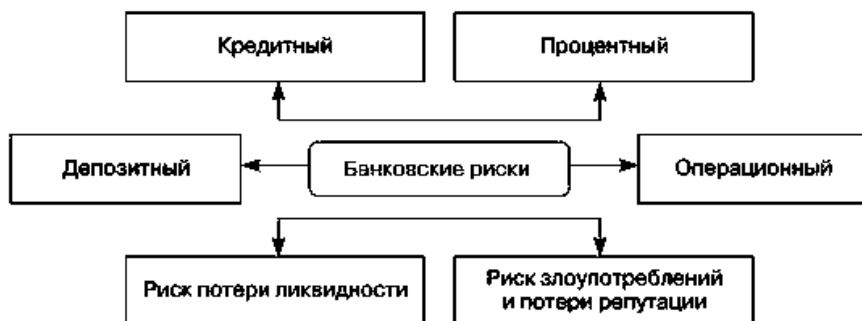 Кредитный
Процентный
Депозитный
Банковские риски
Операционный
Риск потери ликвидности
Риск злоупотреблений
и потери репутации